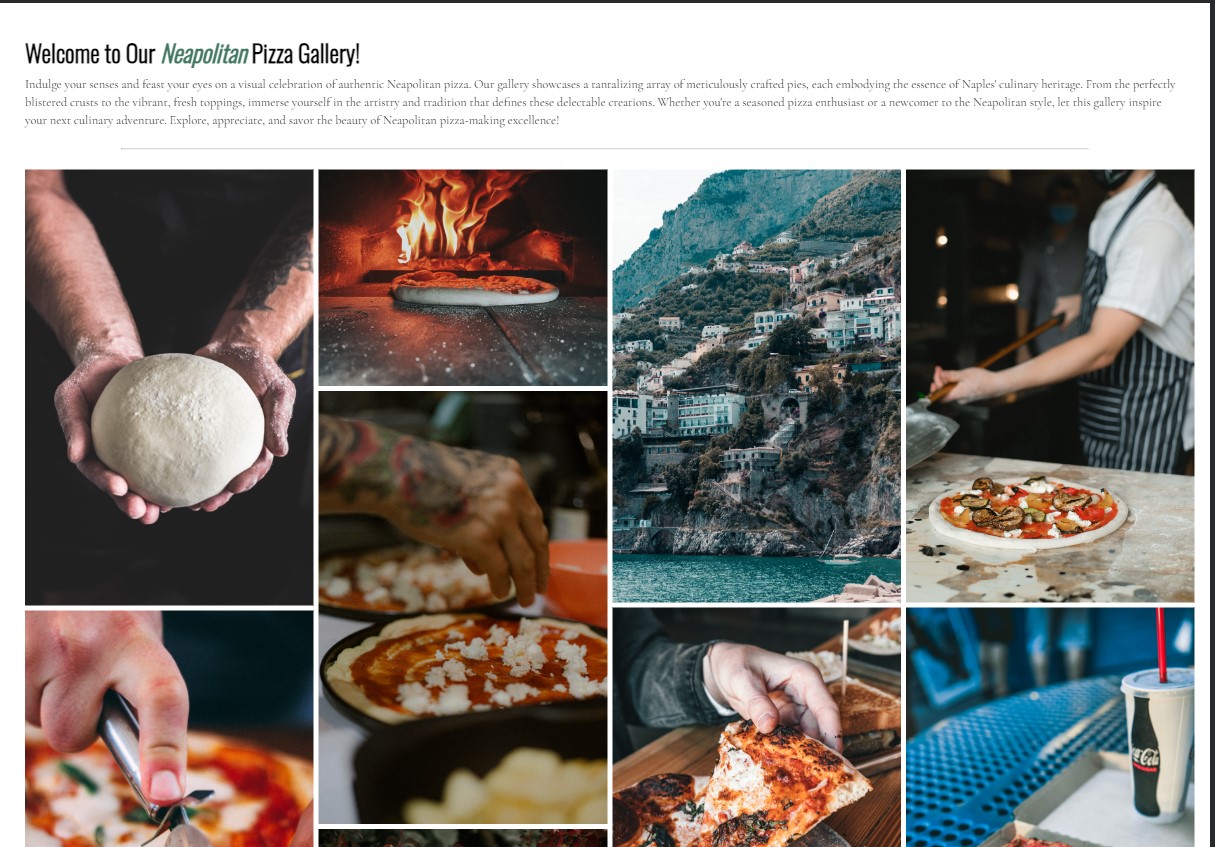 Welcome to Our Neapolitan Pizza Gallery!
Indulge your senses and feast your eyes on a visual celebration of authentic Neapolitan pizza. Our gallery showcases a tantalizing array of meticulously crafted pies, each embodying the essence of Naples' culinary heritage. From the perfectly
blistered crusts to the vibrant, fresh toppings, immerse yourself in the artistry and tradition that defines these delectable creations. Whether you're a seasoned pizza enthusiast or a newcomer to the Neapolitan style, let this gallery inspire
your next culinary adventure. Explore, appreciate, and savor the beauty of Neapolitan pizza-making excellence!
Coca-Cola